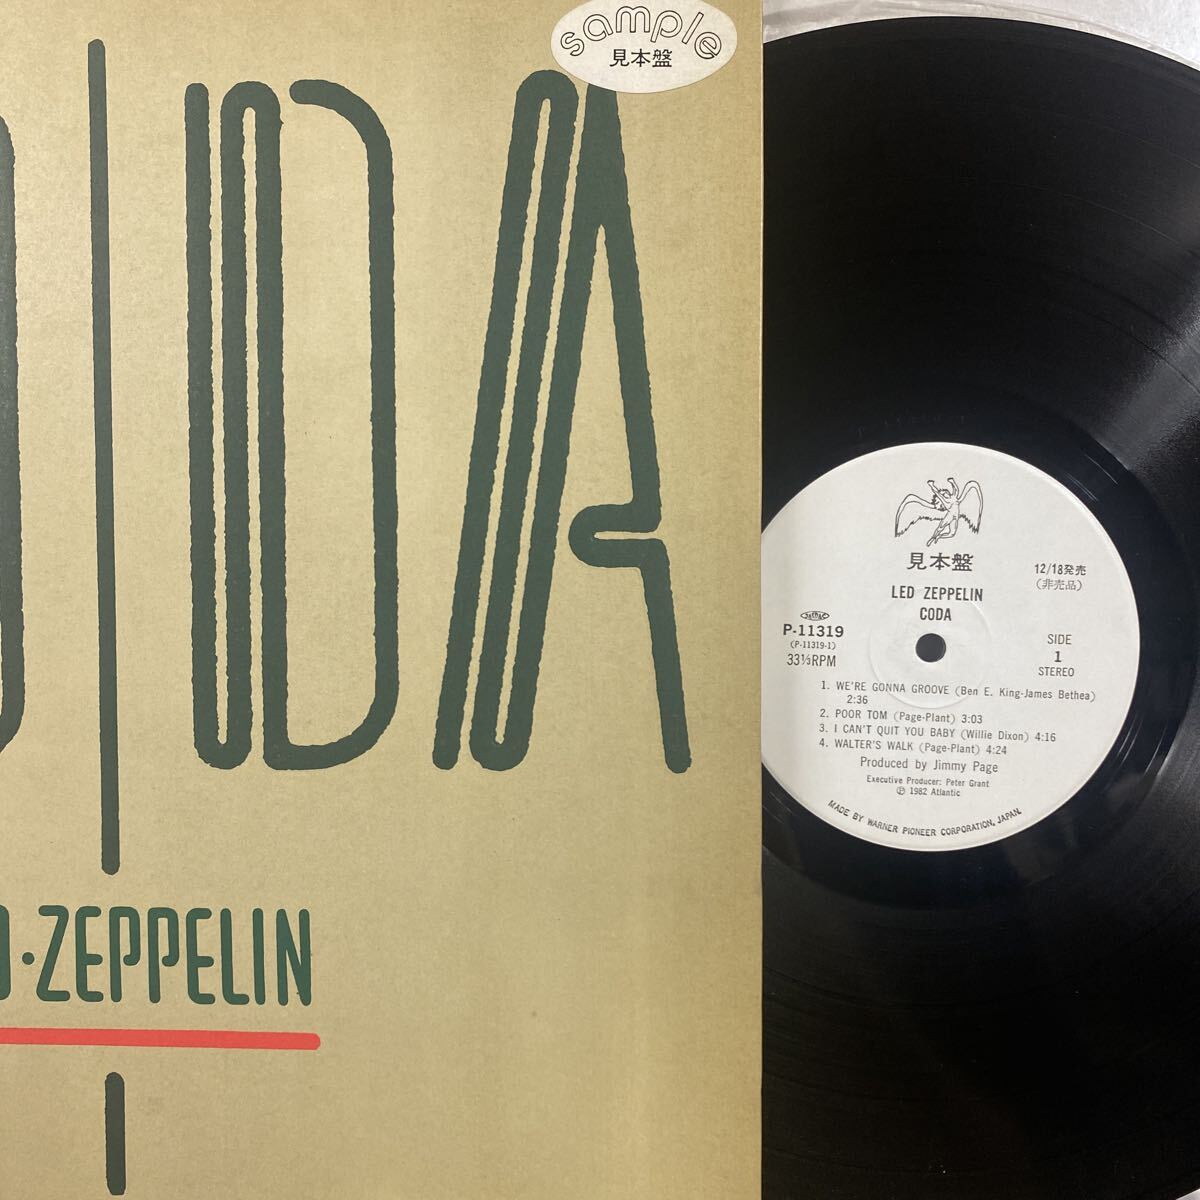 sample
見本盤
ODA
D·ZEPPELIN
見本盤
12/18発売
(非売品)
LED ZEPPELIN
CODA
P-11319
(P-11319-1)
33⅓RPM
SIDE
1
STEREO
1. WE'RE GONNA GROOVE (Ben E. King-James Bethea)
2:36
2. POOR TOM (Page-Plant) 3:03
3. I CAN'T QUIT YOU BABY (Willie Dixon) 4:16
4. WALTER'S WALK (Page-Plant) 4:24
Produced by Jimmy Page
Executive Producer: Peter Grant
℗ 1982 Atlantic
MADE BY WARNER PIONEER CORPORATION, JAPAN.